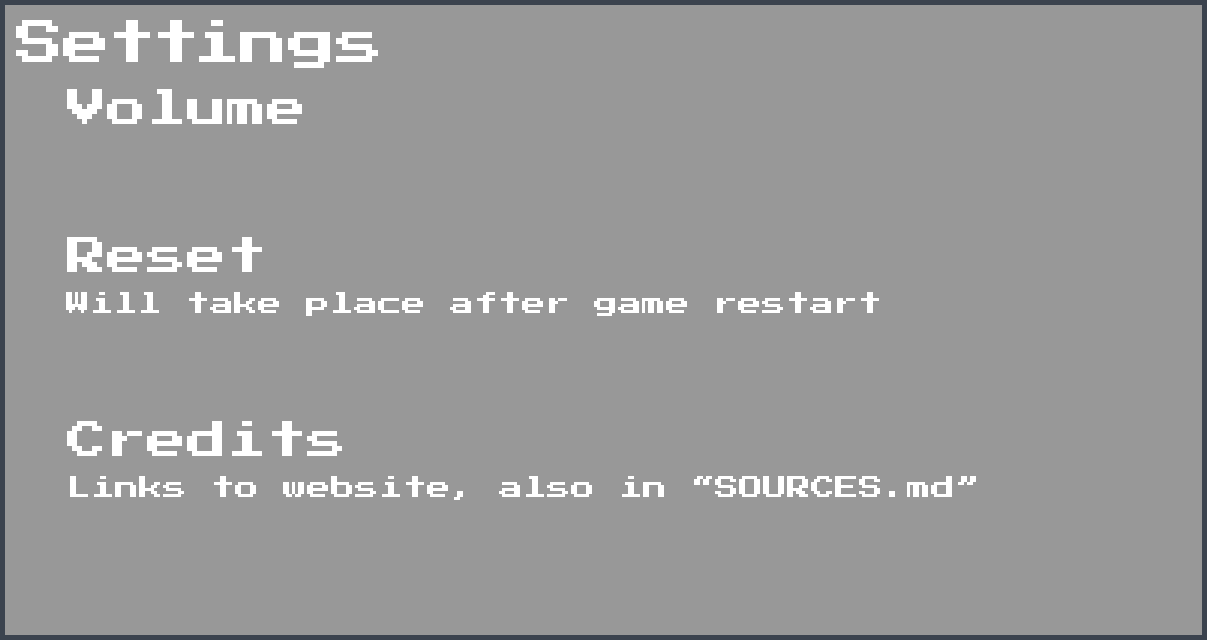 Settings
Volume
Reset
Will take place after game restart
Credits
Links to website, also in “SOURCES.md”